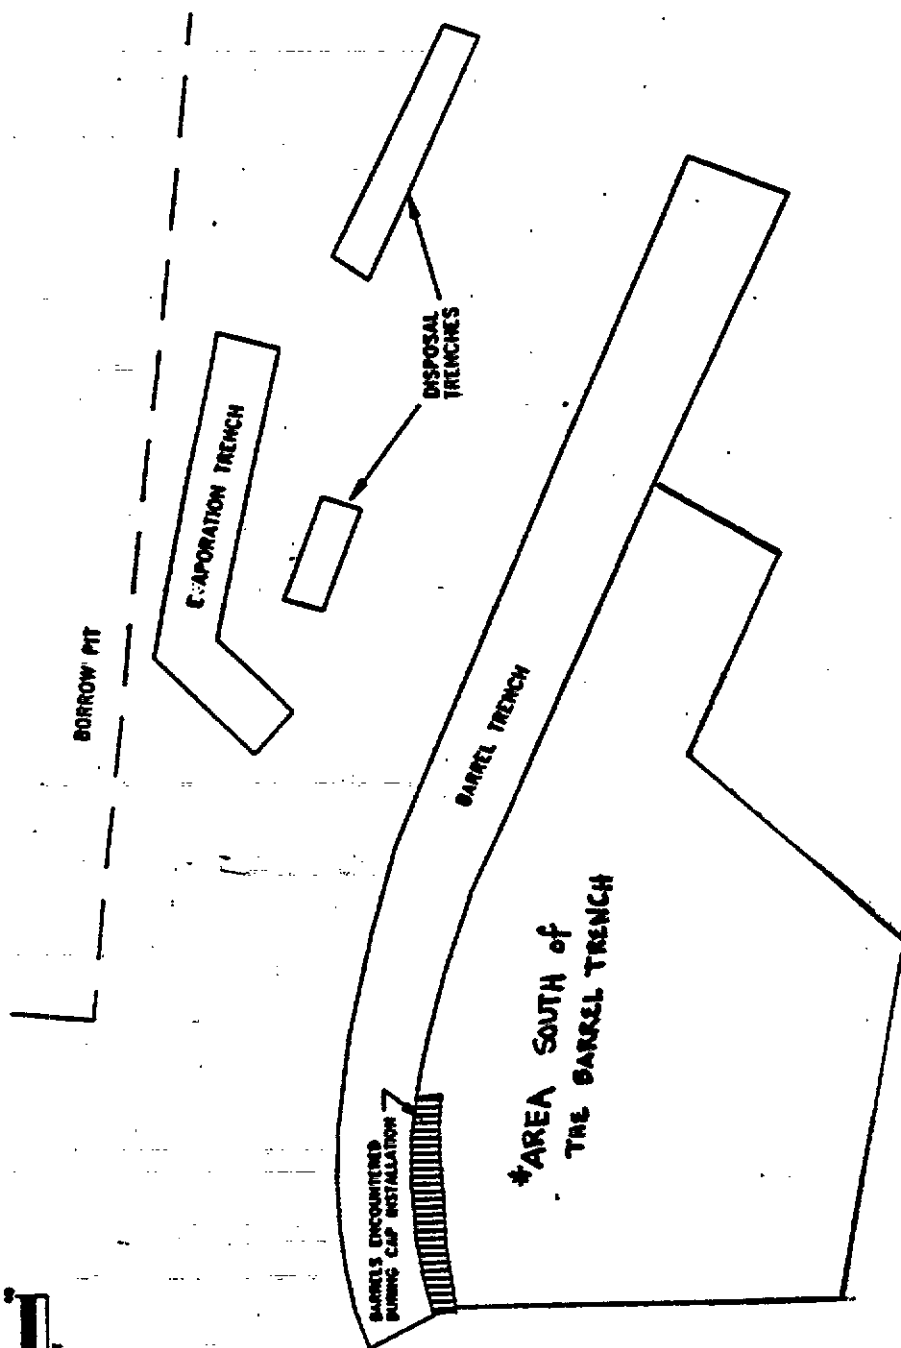 BORROW PIT
EVAPORATION TRENCH
DISPOSAL
TRENCHES
BARREL TRENCH
BARRELS ENCOUNTERED
DURING CAP INSTALLATION
*AREA SOUTH of
THE BARREL TRENCH